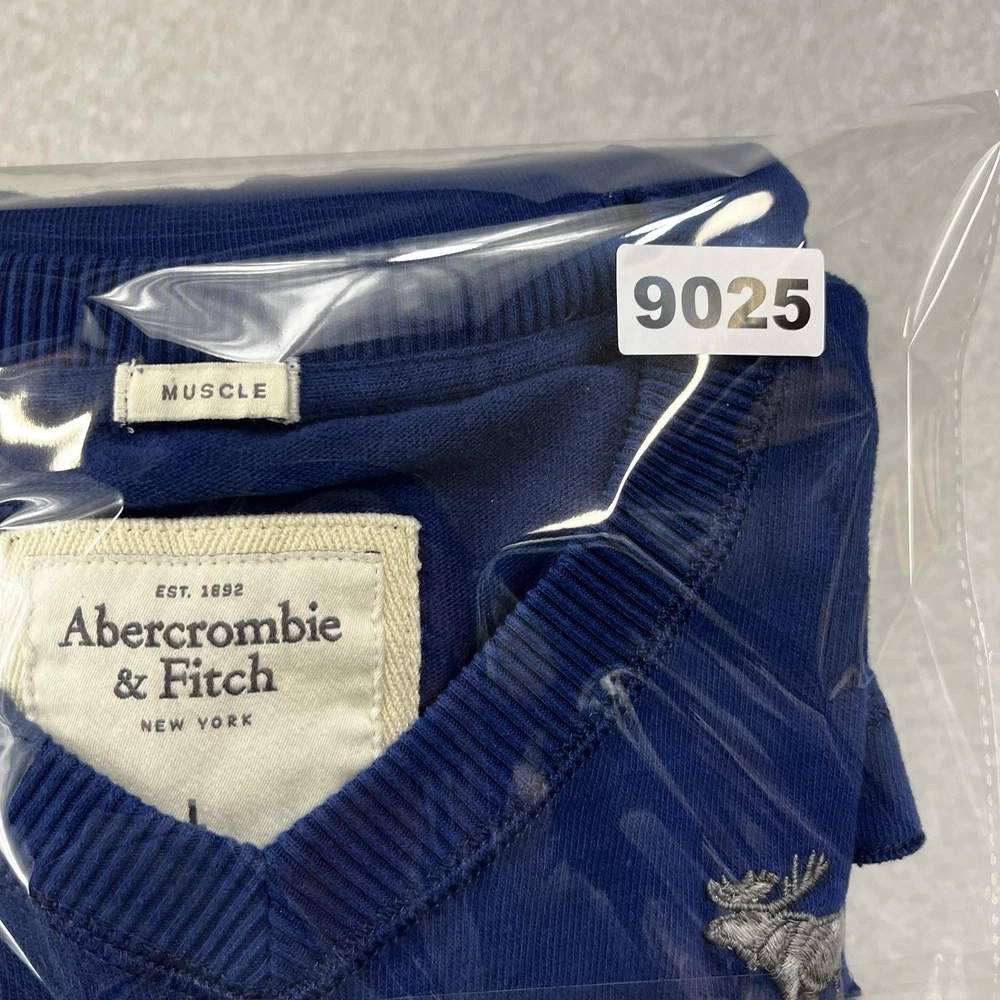 9025
MUSCLE
EST. 1892
Abercrombie
& Fitch
NEW YORK